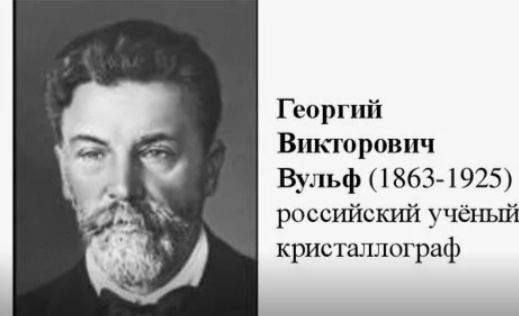 Георгий
Викторович
Вульф (1863-1925)
российский учёный
кристаллограф